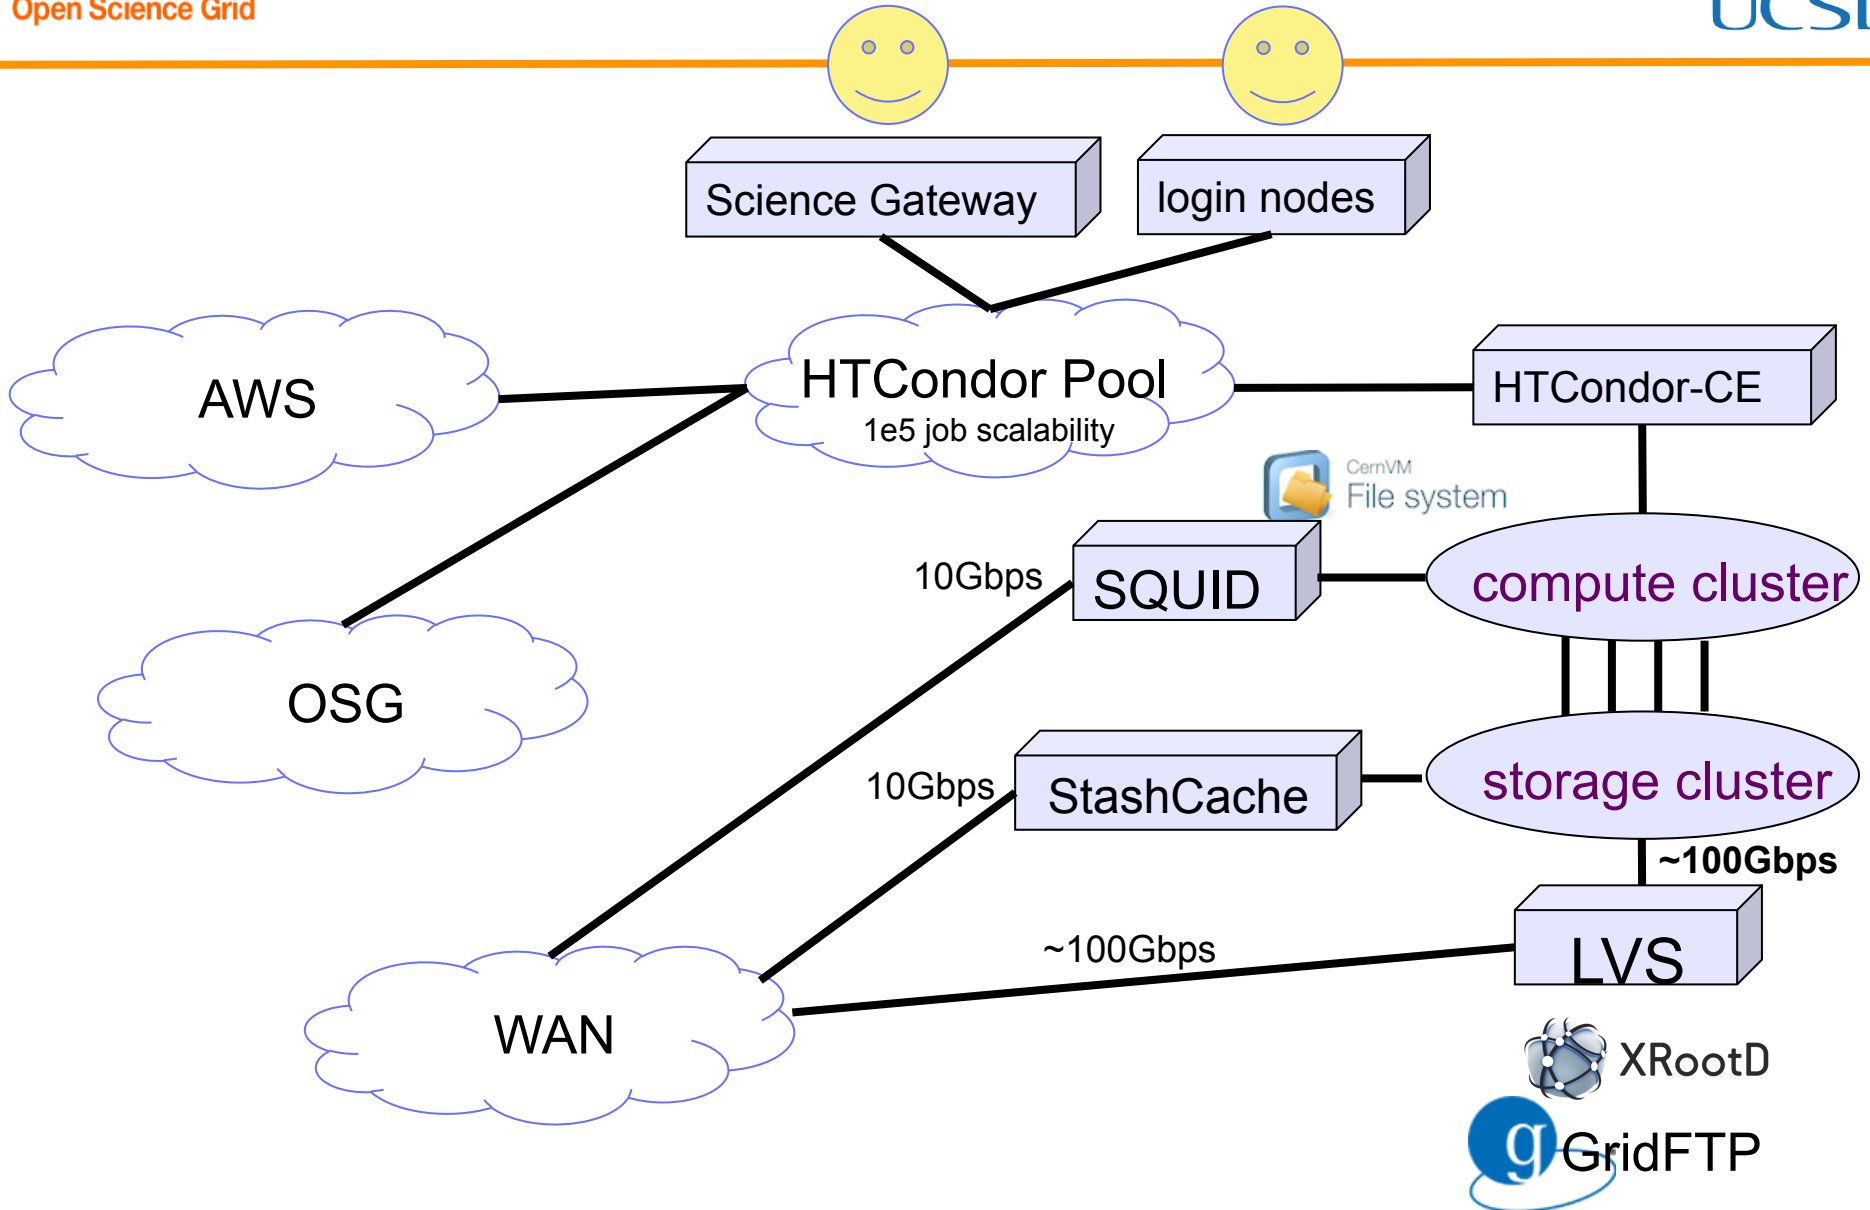 Open Science Grid
Science Gateway
login nodes
AWS
HTCondor Pool
1e5 job scalability
HTCondor-CE
CernVM
File system
10Gbps
SQUID
compute cluster
OSG
10Gbps
StashCache
storage cluster
~100Gbps
~100Gbps
LVS
WAN
XRootD
g
GridFTP